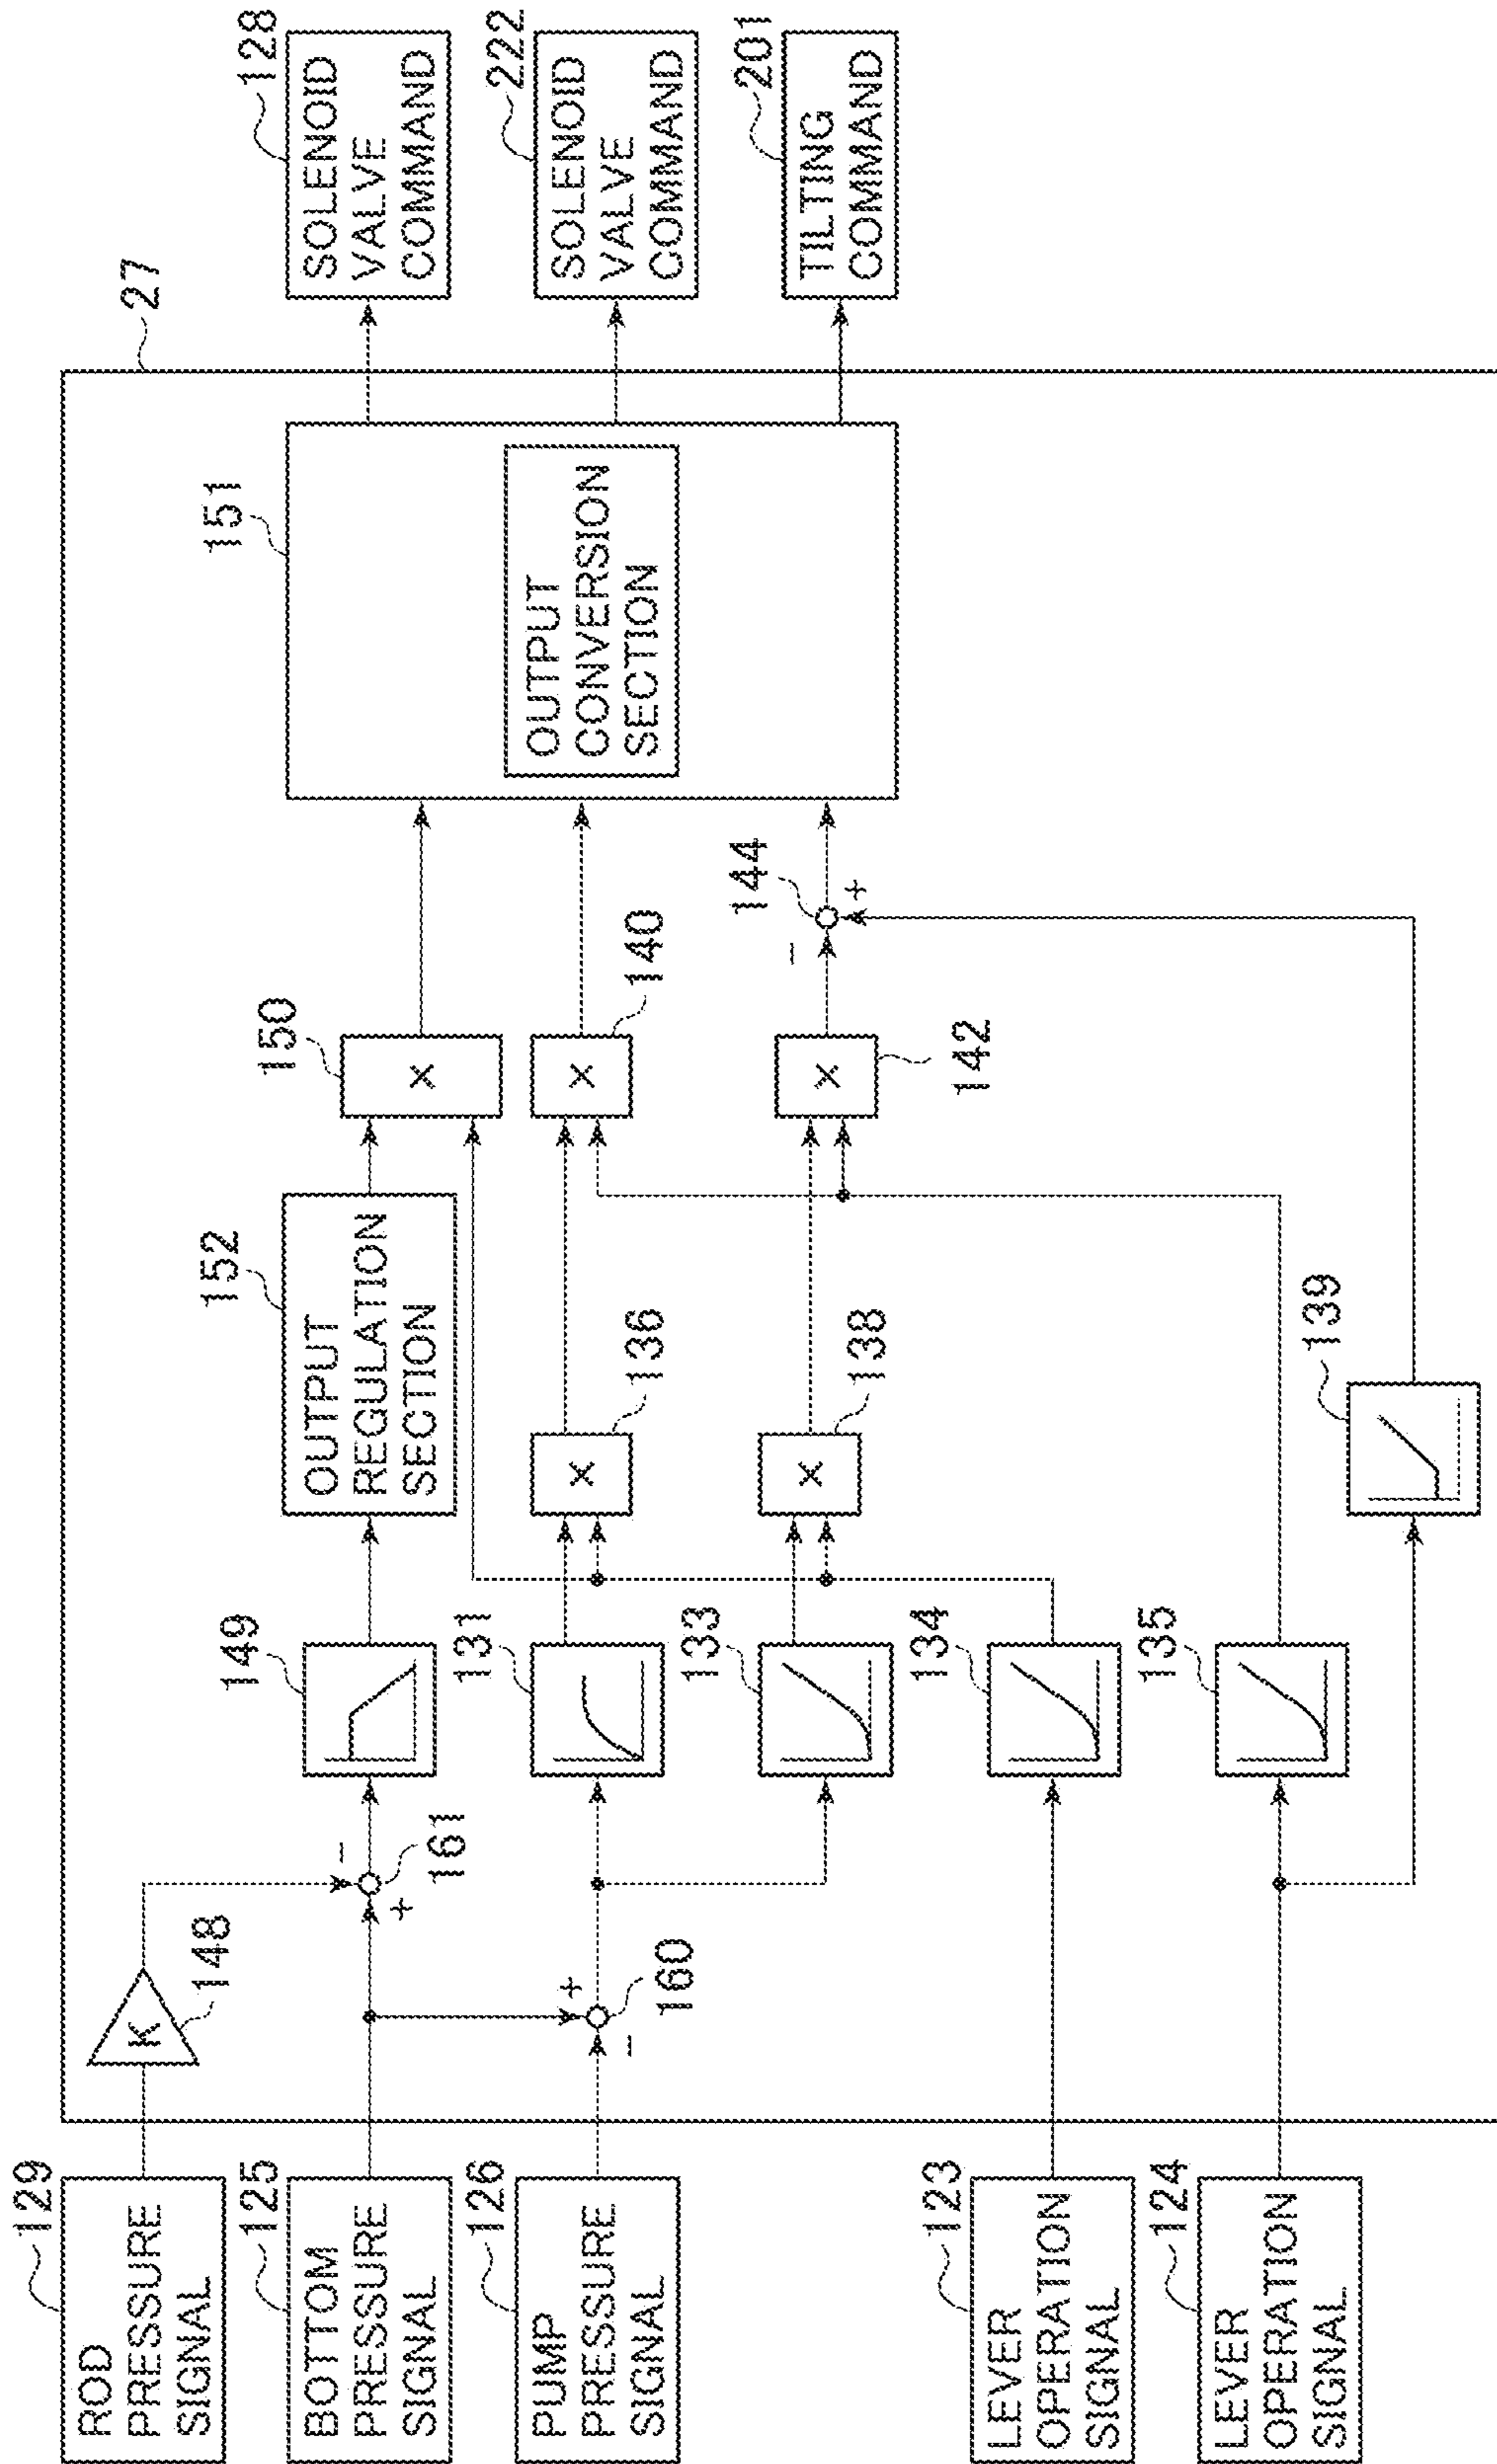 129
ROD
PRESSURE
SIGNAL
125
BOTTOM
PRESSURE
SIGNAL
126
PUMP
PRESSURE
SIGNAL
123
LEVER
OPERATION
SIGNAL
124
LEVER
OPERATION
SIGNAL
27
K
148
−
+
161
+
−
160
149
131
133
134
135
152
OUTPUT
REGULATION
SECTION
136
×
138
×
139
150
×
140
×
142
×
144
−
+
151
OUTPUT
CONVERSION
SECTION
128
SOLENOID
VALVE
COMMAND
222
SOLENOID
VALVE
COMMAND
201
TILTING
COMMAND